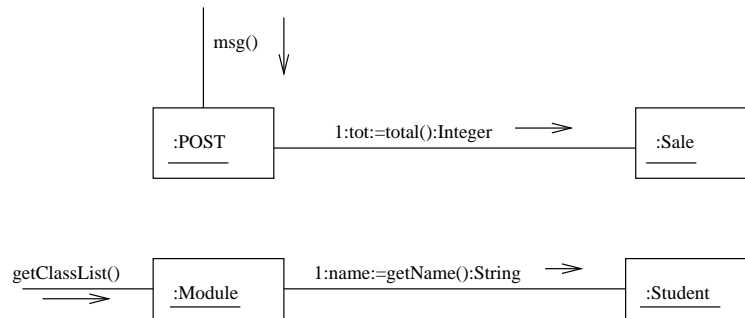 msg()
:POST
1:tot:=total():Integer
:Sale
getClassList()
:Module
1:name:=getName():String
:Student